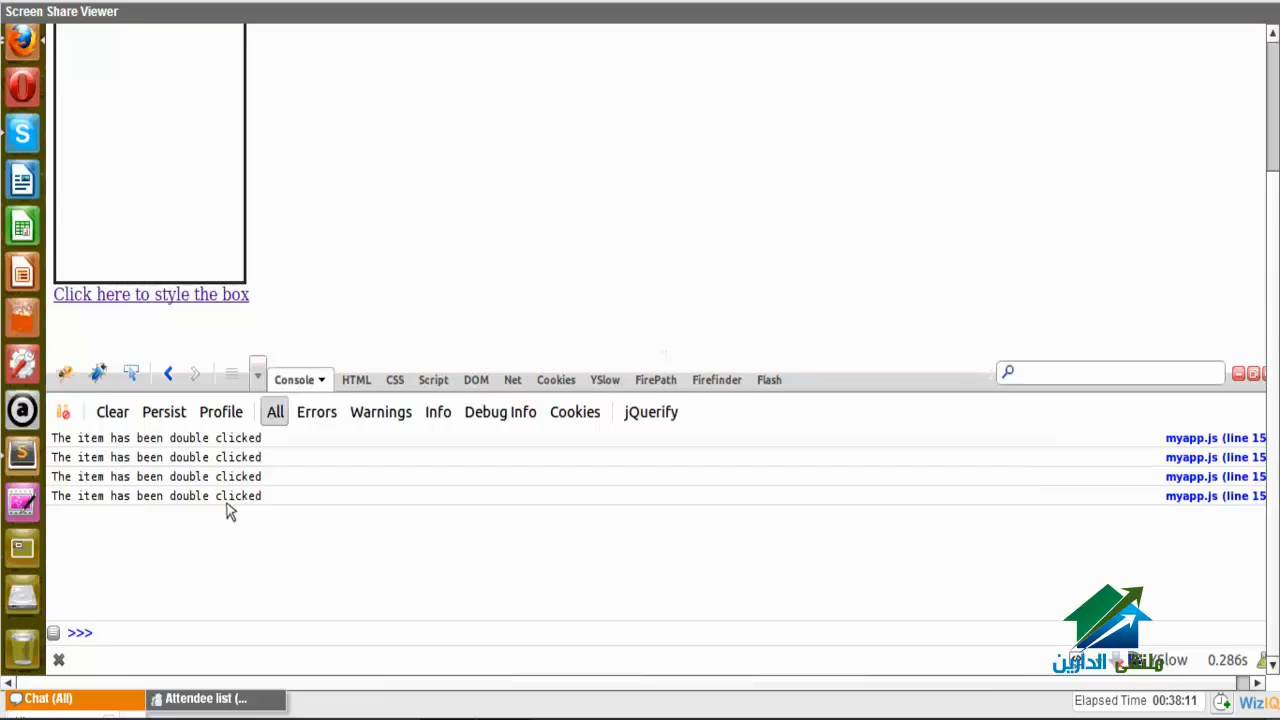 Screen Share Viewer
Click here to style the box
Console HTML CSS Script DOM Net Cookies YSlow FirePath Firefinder Flash
Clear Persist Profile All Errors Warnings Info Debug Info Cookies jQuerify
The item has been double clicked myapp.js (line 15
The item has been double clicked myapp.js (line 15
The item has been double clicked myapp.js (line 15
The item has been double clicked myapp.js (line 15
>>>
ملتقى الدارين
YSlow 0.286s
Chat (All) Attendee list (... Elapsed Time 00:38:11 WizIQ